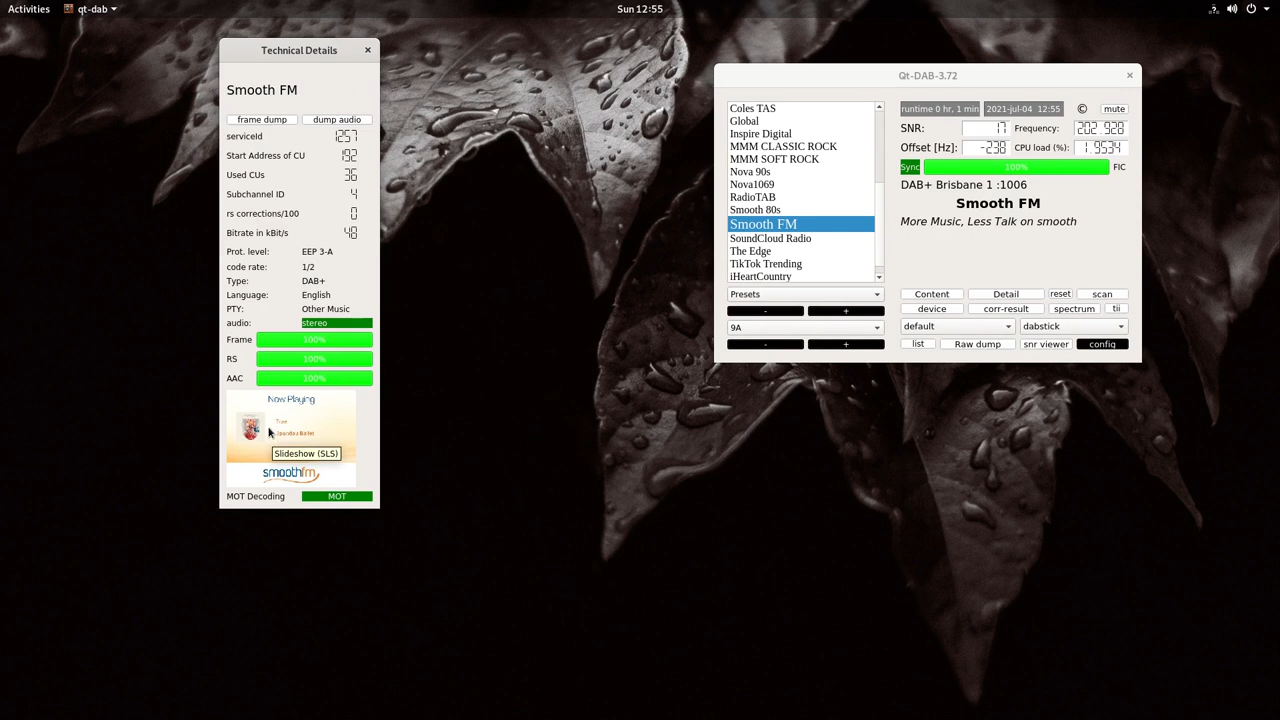 Activities qt-dab Sun 12:55
Technical Details
Smooth FM
frame dump dump audio
serviceId 1257
Start Address of CU 192
Used CUs 36
Subchannel ID 4
rs corrections/100 0
Bitrate in kBit/s 48
Prot. level: EEP 3-A
code rate: 1/2
Type: DAB+
Language: English
PTY: Other Music
audio: stereo
Frame 100%
RS 100%
AAC 100%
Now Playing
True
Spandau Ballet
Slideshow (SLS)
smoothfm
MOT Decoding MOT
Qt-DAB-3.72
Coles TAS
Global
Inspire Digital
MMM CLASSIC ROCK
MMM SOFT ROCK
Nova 90s
Nova1069
RadioTAB
Smooth 80s
Smooth FM
SoundCloud Radio
The Edge
TikTok Trending
iHeartCountry
Presets
- +
9A
- +
runtime 0 hr, 1 min 2021-jul-04 12:55 © mute
SNR: 17 Frequency: 202.928
Offset [Hz]: -238 CPU load (%): 1.9534
Sync 100% FIC
DAB+ Brisbane 1 :1006
Smooth FM
More Music, Less Talk on smooth
Content Detail reset scan
device corr-result spectrum tii
default dabstick
list Raw dump snr viewer config